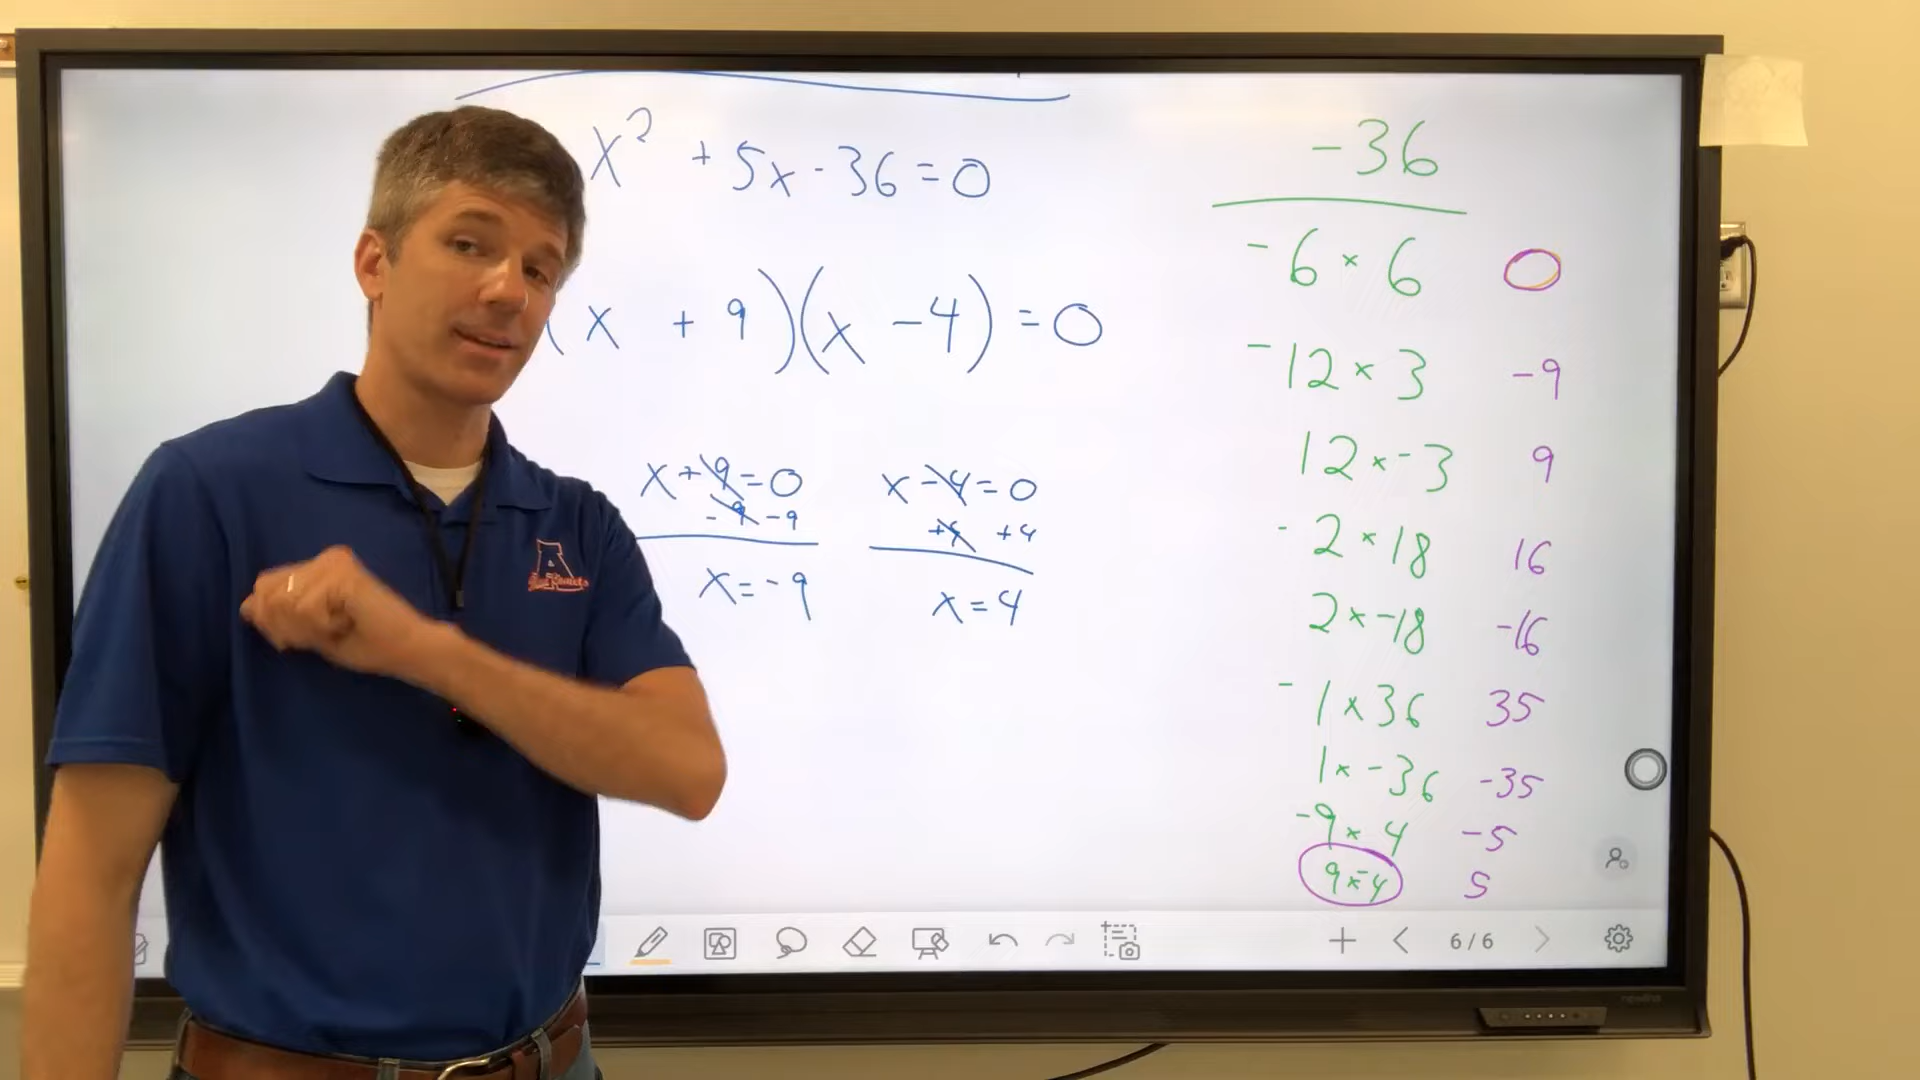 x² + 5x - 36 = 0
(x + 9)(x - 4) = 0
x + 9 = 0
- 9 - 9
x = -9
x - 4 = 0
+4 +4
x = 4
-36
-6 × 6 0
-12 × 3 -9
12 × -3 9
-2 × 18 16
2 × -18 -16
-1 × 36 35
1 × -36 -35
-9 × 4 -5
9 × -4 5
6/6
A